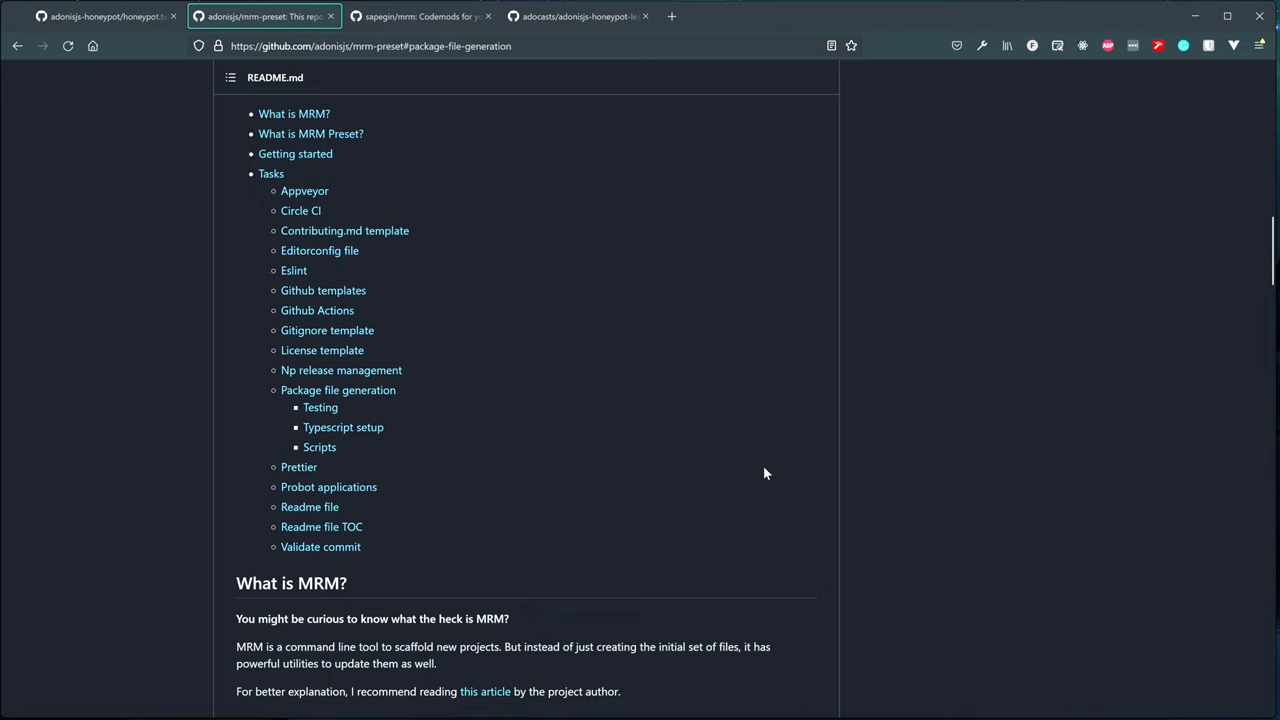 adonisjs-honeypot/honeypot.tx
adonisjs/mrm-preset: This repo
sapegin/mrm: Codemods for yo
adocasts/adonisjs-honeypot-le
https://github.com/adonisjs/mrm-preset#package-file-generation
README.md
What is MRM?
What is MRM Preset?
Getting started
Tasks
Appveyor
Circle CI
Contributing.md template
Editorconfig file
Eslint
Github templates
Github Actions
Gitignore template
License template
Np release management
Package file generation
Testing
Typescript setup
Scripts
Prettier
Probot applications
Readme file
Readme file TOC
Validate commit
What is MRM?
You might be curious to know what the heck is MRM?
MRM is a command line tool to scaffold new projects. But instead of just creating the initial set of files, it has
powerful utilities to update them as well.
For better explanation, I recommend reading this article by the project author.